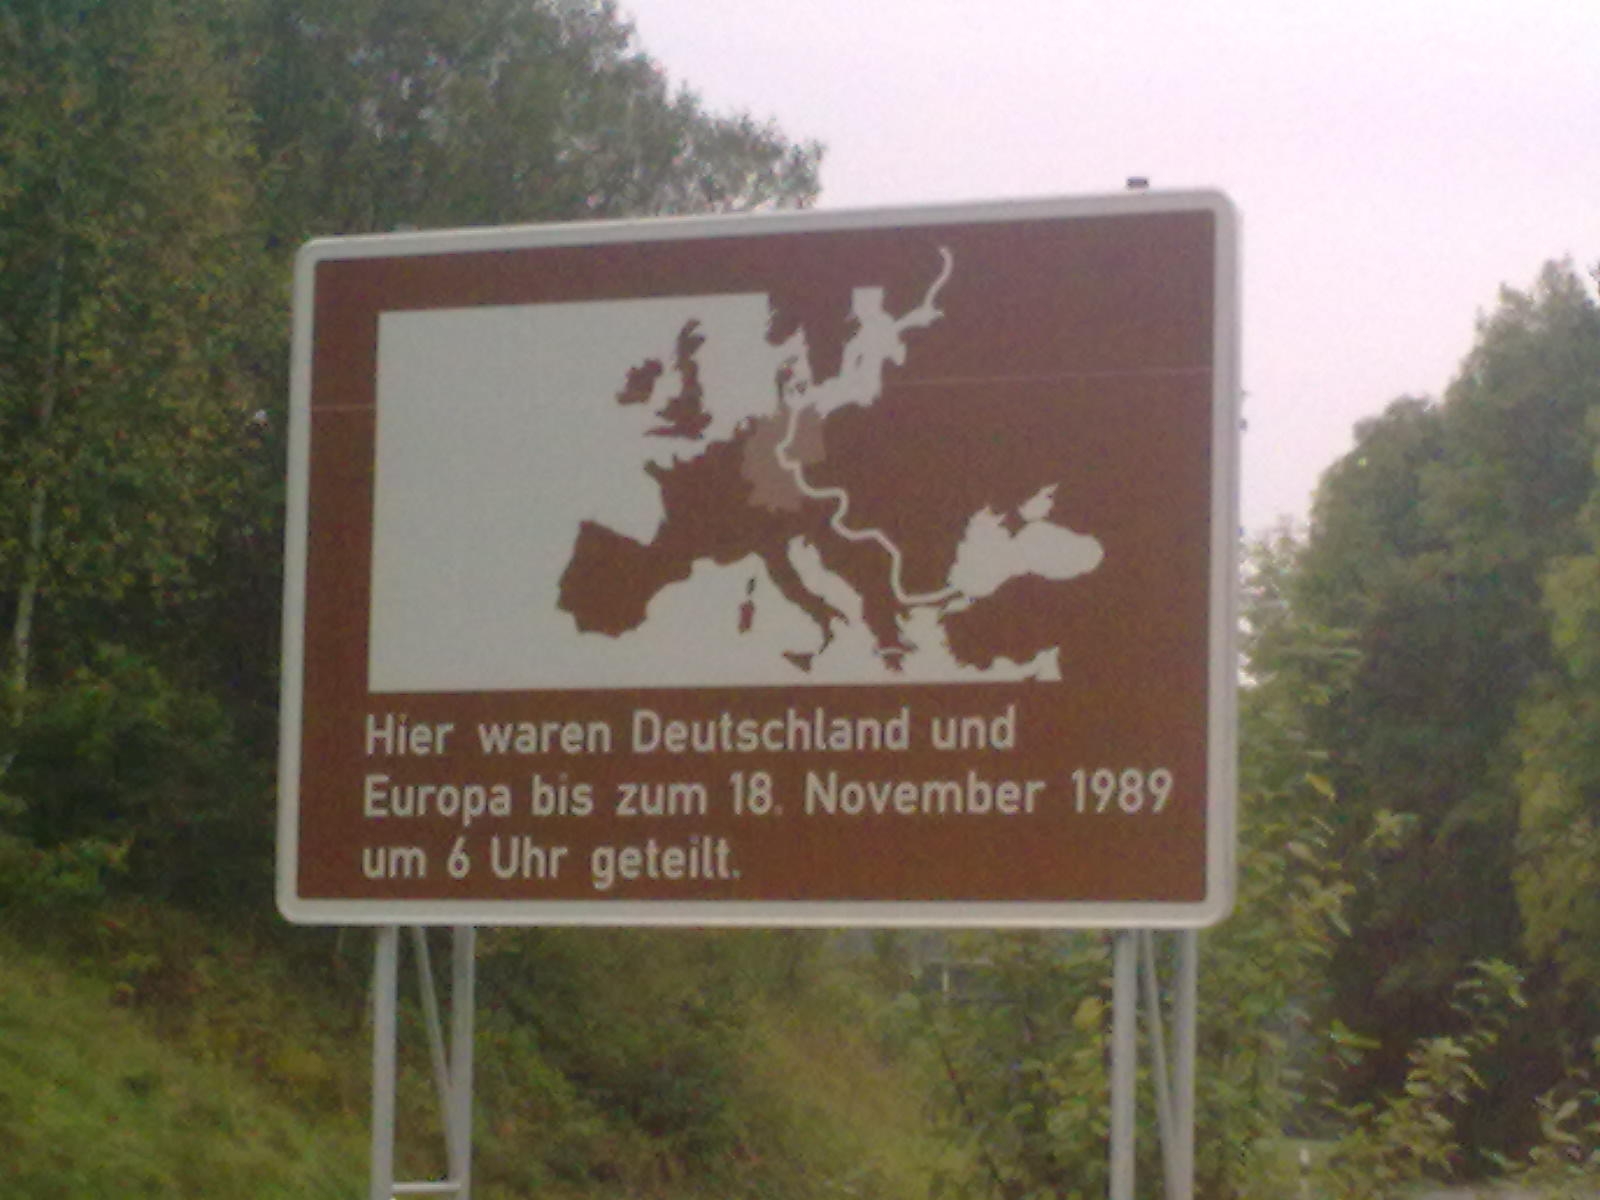 Hier waren Deutschland und
Europa bis zum 18. November 1989
um 6 Uhr geteilt.